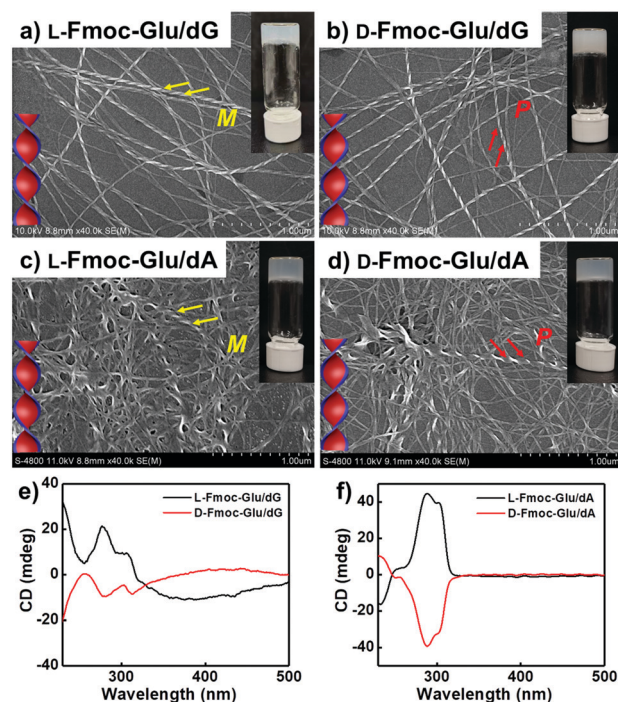 a) L-Fmoc-Glu/dG
M
10.0kV 8.8mm x40.0k SE(M) 1.00um
b) D-Fmoc-Glu/dG
P
10.0kV 8.8mm x40.0k SE(M) 1.00um
c) L-Fmoc-Glu/dA
M
S-4800 11.0kV 8.8mm x40.0k SE(M) 1.00um
d) D-Fmoc-Glu/dA
P
S-4800 11.0kV 9.1mm x40.0k SE(M) 1.00um
e)
L-Fmoc-Glu/dG
D-Fmoc-Glu/dG
CD (mdeg)
40
20
0
-20
-40
300 400 500
Wavelength (nm)
f)
L-Fmoc-Glu/dA
D-Fmoc-Glu/dA
CD (mdeg)
40
20
0
-20
-40
300 400 500
Wavelength (nm)